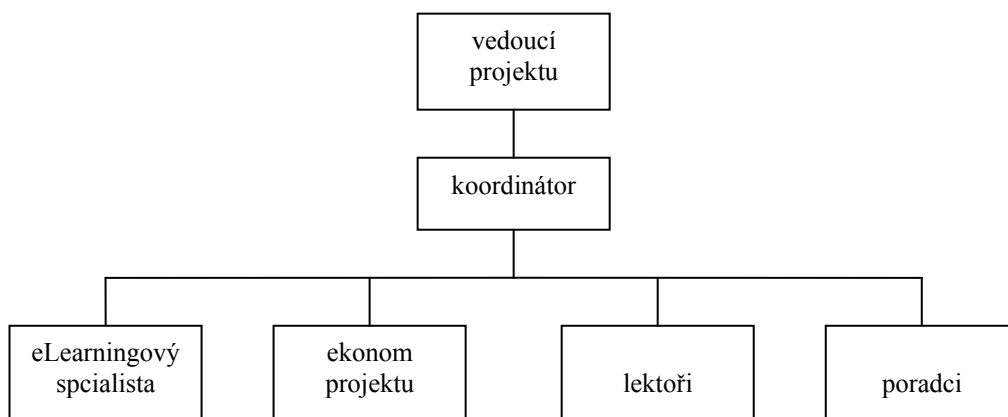 vedoucí
projektu
koordinátor
eLearningový
spcialista
ekonom
projektu
lektoři
poradci